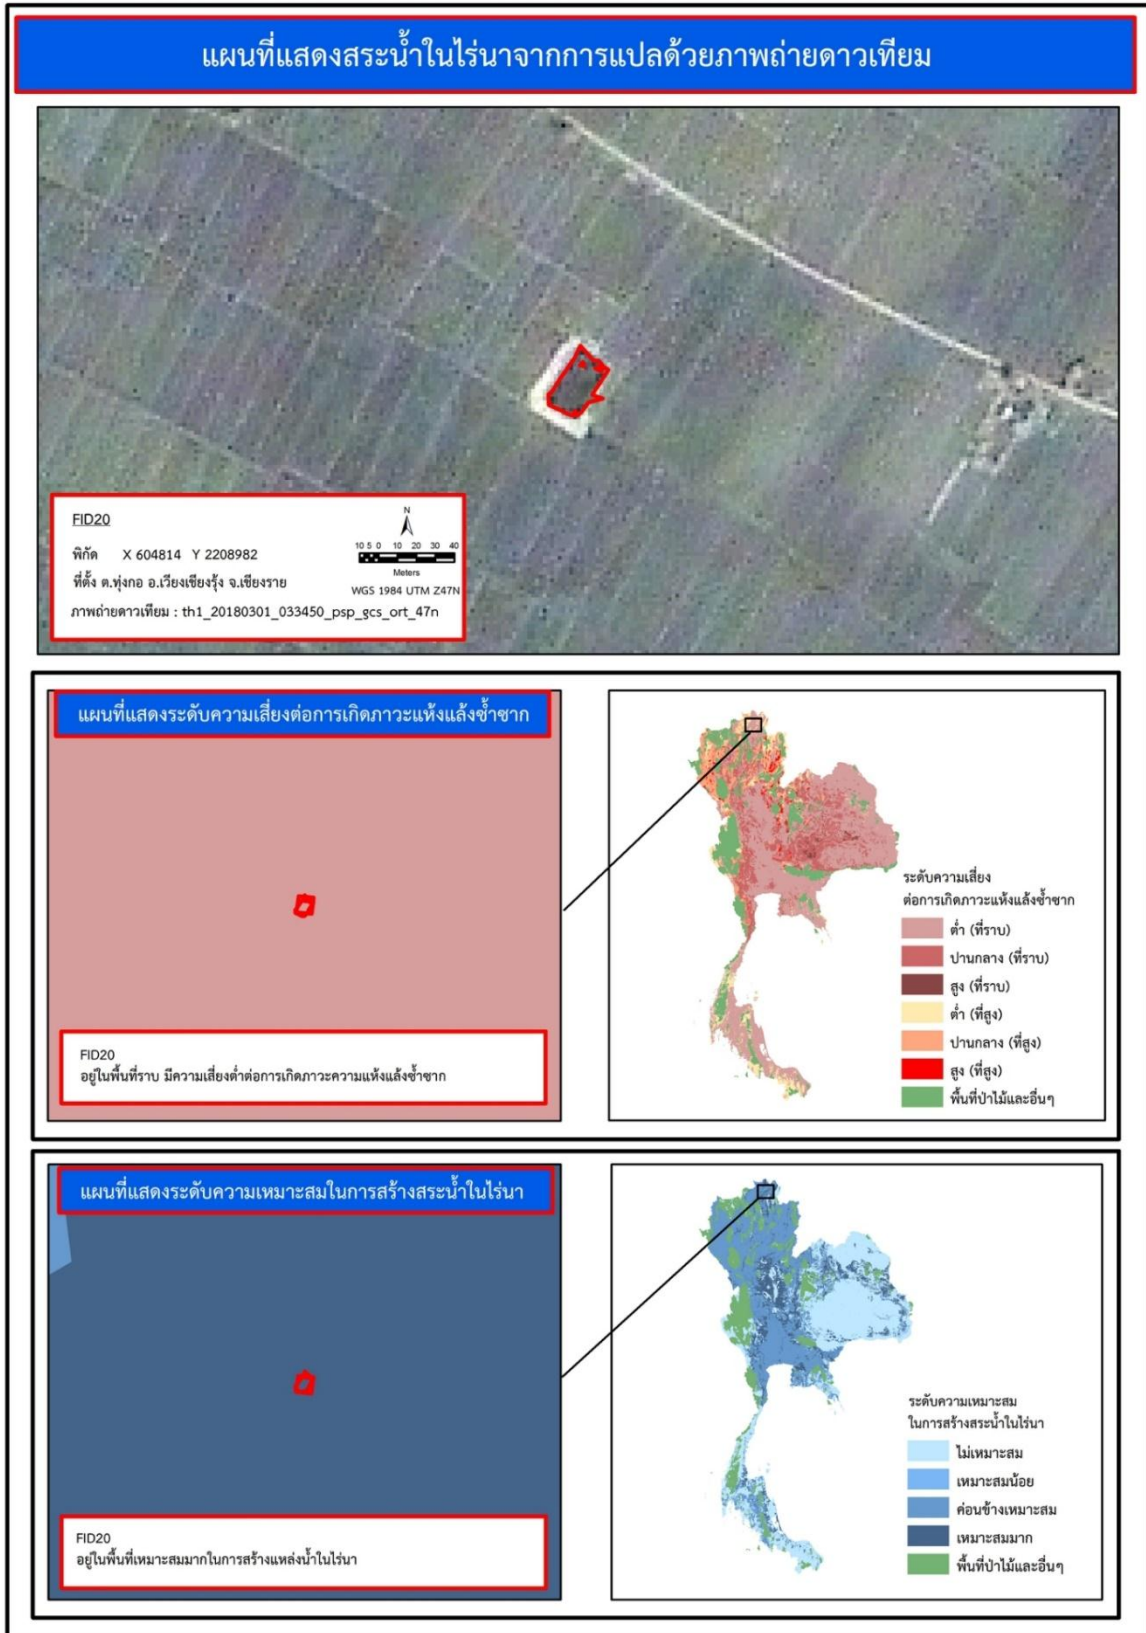 แผนที่แสดงสระน้ำในไร่นาจากการแปลด้วยภาพถ่ายดาวเทียม
FID20
พิกัด X 604814 Y 2208982
ที่ตั้ง ต.ทุ่งกอ อ.เวียงเชียงรุ้ง จ.เชียงราย
ภาพถ่ายดาวเทียม : th1_20180301_033450_psp_gcs_ort_47n
N
10 5 0 10 20 30 40
Meters
WGS 1984 UTM Z47N
แผนที่แสดงระดับความเสี่ยงต่อการเกิดภาวะแห้งแล้งซ้ำซาก
FID20
อยู่ในพื้นที่ราบ มีความเสี่ยงต่ำต่อการเกิดภาวะความแห้งแล้งซ้ำซาก
ระดับความเสี่ยง
ต่อการเกิดภาวะแห้งแล้งซ้ำซาก
ต่ำ (ที่ราบ)
ปานกลาง (ที่ราบ)
สูง (ที่ราบ)
ต่ำ (ที่สูง)
ปานกลาง (ที่สูง)
สูง (ที่สูง)
พื้นที่ป่าไม้และอื่นๆ
แผนที่แสดงระดับความเหมาะสมในการสร้างสระน้ำในไร่นา
FID20
อยู่ในพื้นที่เหมาะสมมากในการสร้างแหล่งน้ำในไร่นา
ระดับความเหมาะสม
ในการสร้างสระน้ำในไร่นา
ไม่เหมาะสม
เหมาะสมน้อย
ค่อนข้างเหมาะสม
เหมาะสมมาก
พื้นที่ป่าไม้และอื่นๆ